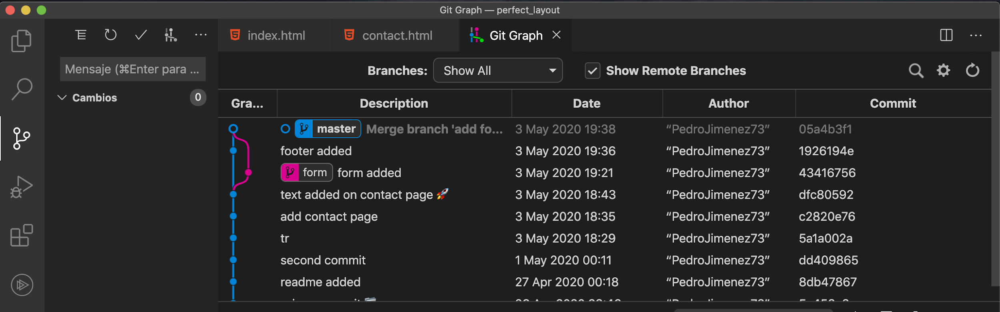 Git Graph — perfect_layout
index.html
contact.html
Git Graph
Mensaje (⌘Enter para ...
Branches: Show All
Show Remote Branches
Cambios 0
Gra... Description Date Author Commit
master Merge branch 'add fo... 3 May 2020 19:38 “PedroJimenez73” 05a4b3f1
footer added 3 May 2020 19:36 “PedroJimenez73” 1926194e
form form added 3 May 2020 19:21 “PedroJimenez73” 43416756
text added on contact page 🚀 3 May 2020 18:43 “PedroJimenez73” dfc80592
add contact page 3 May 2020 18:35 “PedroJimenez73” c2820e76
tr 3 May 2020 18:29 “PedroJimenez73” 5a1a002a
second commit 1 May 2020 00:11 “PedroJimenez73” dd409865
readme added 27 Apr 2020 00:18 “PedroJimenez73” 8db47867